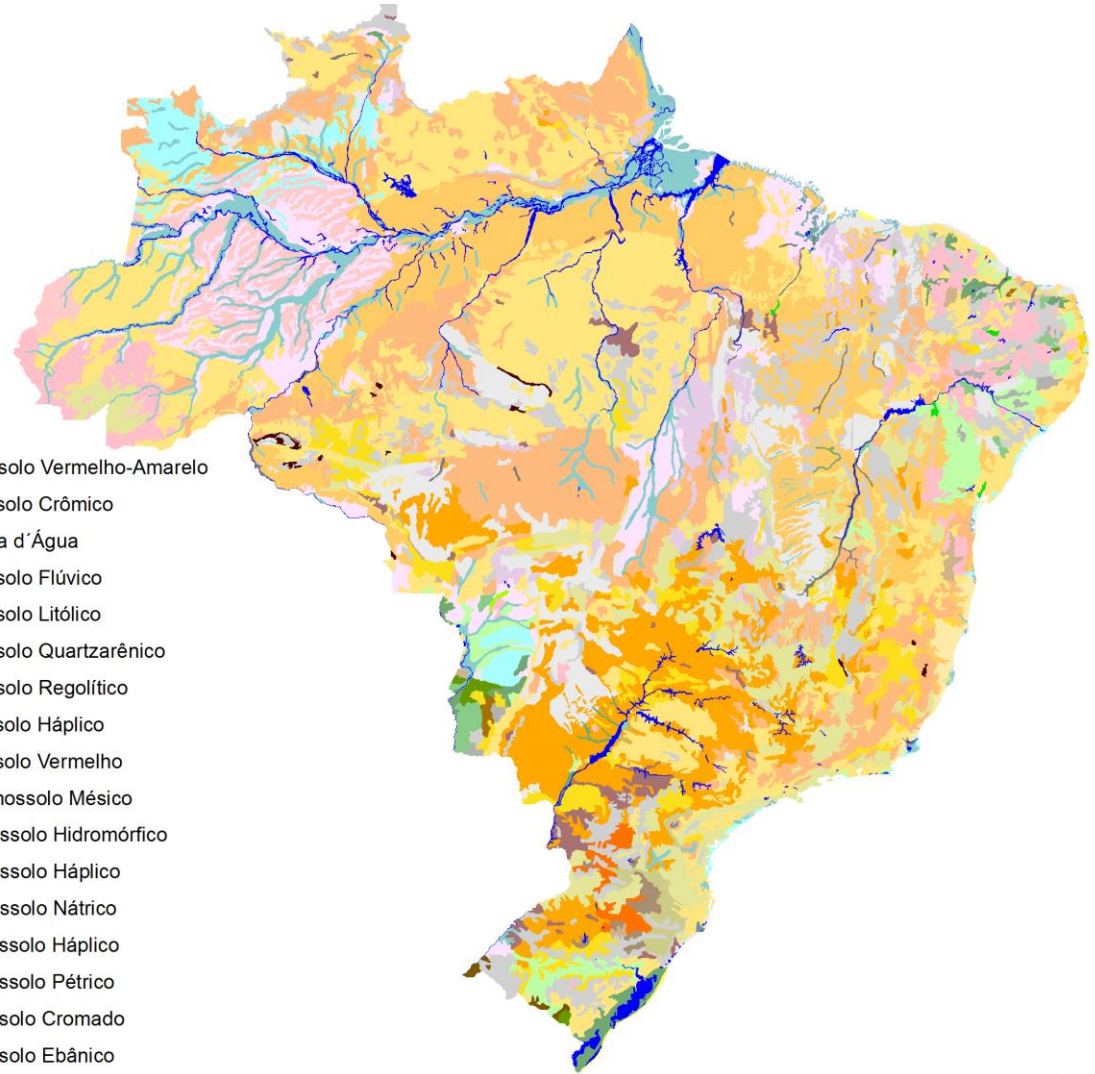 solo Vermelho-Amarelo
solo Crômico
a d´Água
solo Flúvico
solo Litólico
solo Quartzarênico
solo Regolítico
solo Háplico
solo Vermelho
nossolo Mésico
ssolo Hidromórfico
ssolo Háplico
ssolo Nátrico
ssolo Háplico
ssolo Pétrico
solo Cromado
solo Ebânico